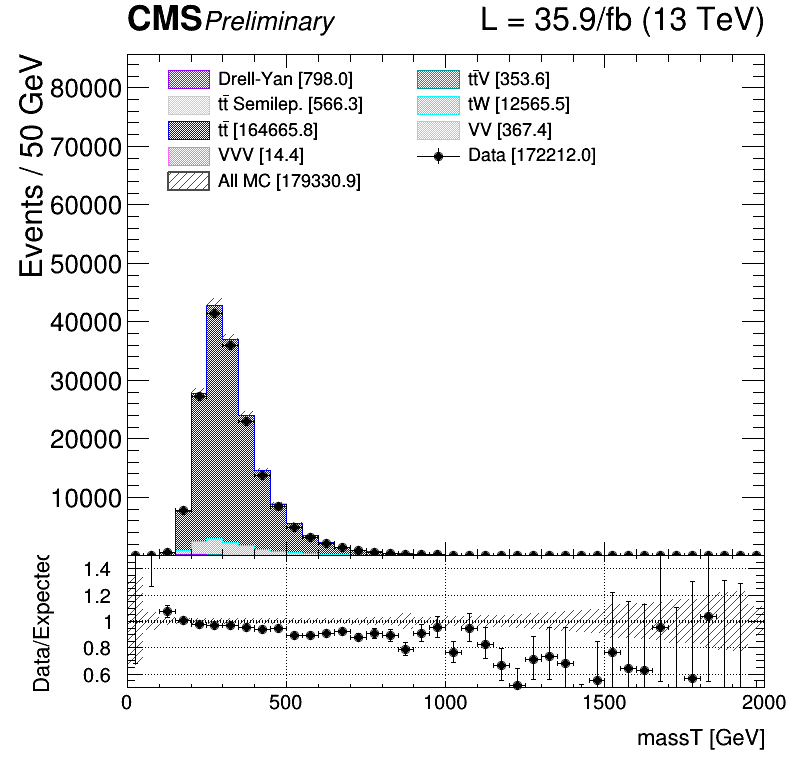 CMS Preliminary L = 35.9/fb (13 TeV)
Events / 50 GeV
80000
70000
60000
50000
40000
30000
20000
10000
Drell-Yan [798.0]
tt̄ Semilep. [566.3]
tt̄ [164665.8]
VVV [14.4]
All MC [179330.9]
tt̄V [353.6]
tW [12565.5]
VV [367.4]
Data [172212.0]
Data/Expected
1.4
1.2
1
0.8
0.6
0 500 1000 1500 2000
massT [GeV]